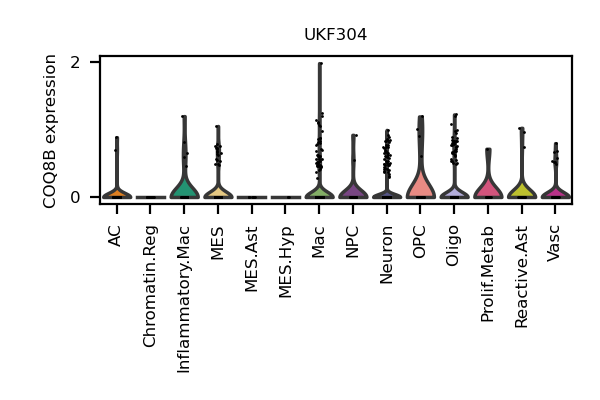 UKF304
COQ8B expression
2
0
AC
Chromatin.Reg
Inflammatory.Mac
MES
MES.Ast
MES.Hyp
Mac
NPC
Neuron
OPC
Oligo
Prolif.Metab
Reactive.Ast
Vasc